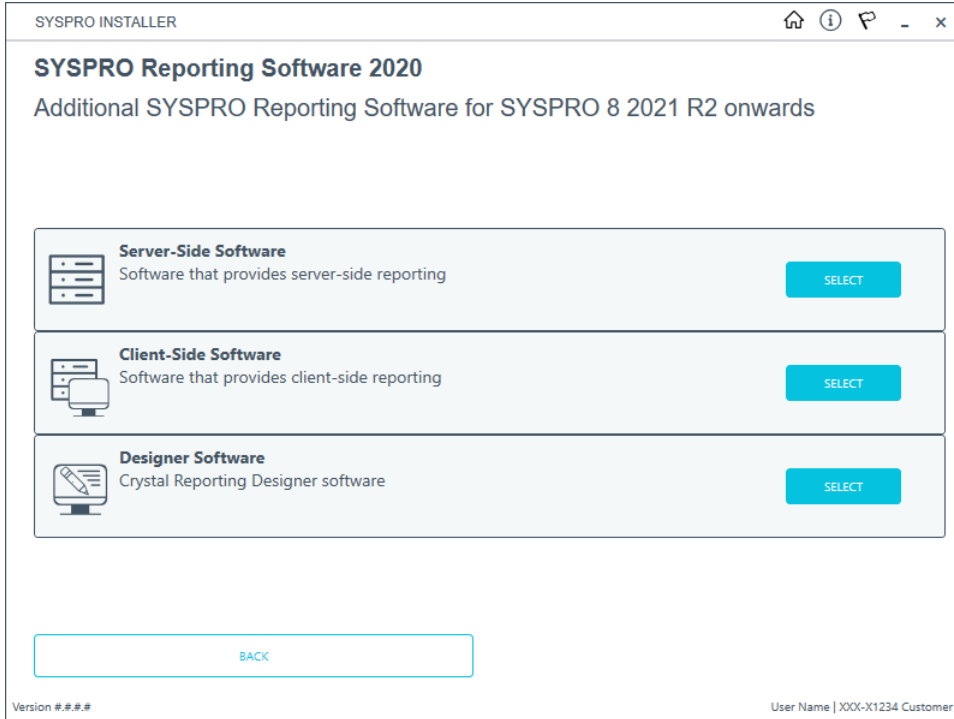 SYSPRO INSTALLER
SYSPRO Reporting Software 2020
Additional SYSPRO Reporting Software for SYSPRO 8 2021 R2 onwards
Server-Side Software
Software that provides server-side reporting
SELECT
Client-Side Software
Software that provides client-side reporting
SELECT
Designer Software
Crystal Reporting Designer software
SELECT
BACK
Version #.#.#.#
User Name | XXX-X1234 Customer